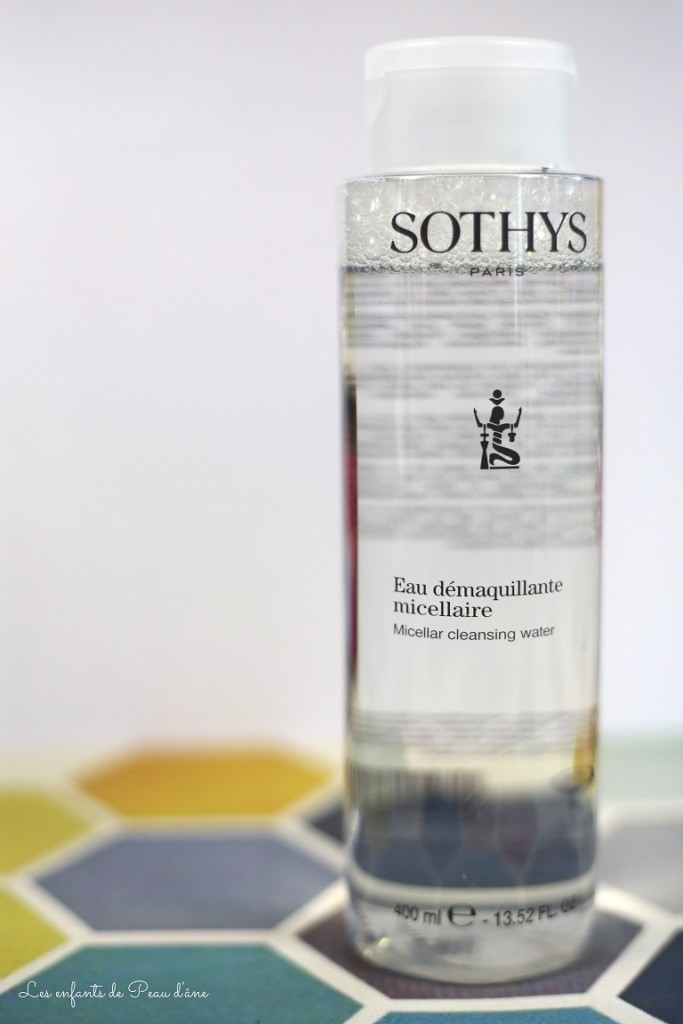 SOTHYS
PARIS
Eau démaquillante
micellaire
Micellar cleansing water
400 ml ℮ - 13.52 FL. OZ
Les enfants de Peau d'âne